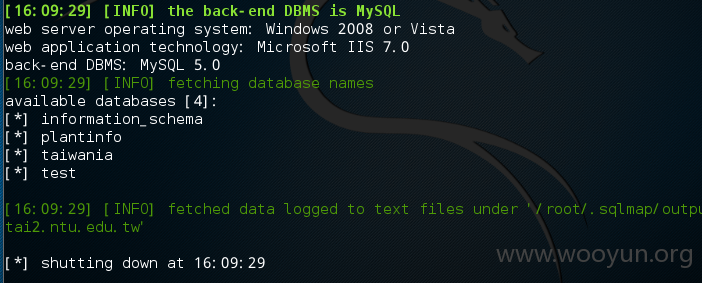 [16:09:29] [INFO] the back-end DBMS is MySQL
web server operating system: Windows 2008 or Vista
web application technology: Microsoft IIS 7.0
back-end DBMS: MySQL 5.0
[16:09:29] [INFO] fetching database names
available databases [4]:
[*] information_schema
[*] plantinfo
[*] taiwania
[*] test
[16:09:29] [INFO] fetched data logged to text files under '/root/.sqlmap/outpu
tai2.ntu.edu.tw'
[*] shutting down at 16:09:29
www.wooyun.org